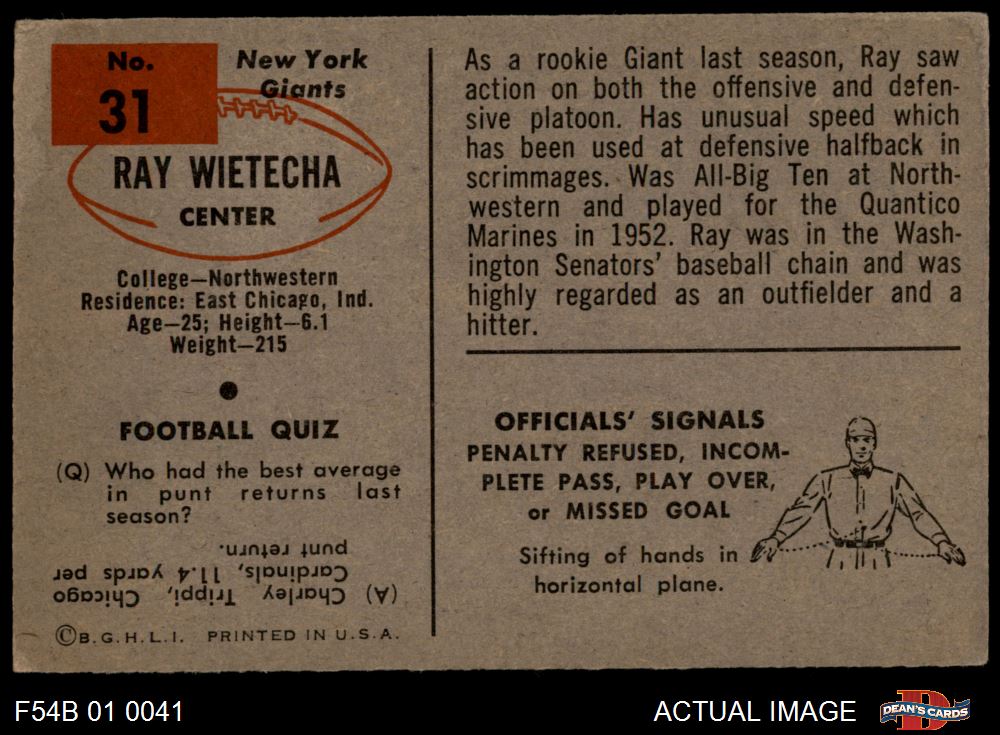 No.
31
New York
Giants
RAY WIETECHA
CENTER
College—Northwestern
Residence: East Chicago, Ind.
Age—25; Height—6.1
Weight—215
FOOTBALL QUIZ
(Q) Who had the best average
in punt returns last
season?
(A) Charley Trippi, Chicago
Cardinals, 11.4 yards per
punt return.
©B.G.H.L.I. PRINTED IN U.S.A.
As a rookie Giant last season, Ray saw
action on both the offensive and defen-
sive platoon. Has unusual speed which
has been used at defensive halfback in
scrimmages. Was All-Big Ten at North-
western and played for the Quantico
Marines in 1952. Ray was in the Wash-
ington Senators' baseball chain and was
highly regarded as an outfielder and a
hitter.
OFFICIALS' SIGNALS
PENALTY REFUSED, INCOM-
PLETE PASS, PLAY OVER,
or MISSED GOAL
Sifting of hands in
horizontal plane.
F54B 01 0041
ACTUAL IMAGE
D
DEAN'S CARDS